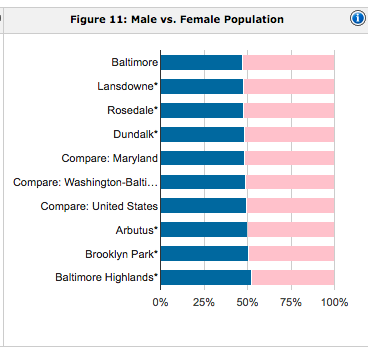 Figure 11: Male vs. Female Population
i
Baltimore
Lansdowne*
Rosedale*
Dundalk*
Compare: Maryland
Compare: Washington-Balti...
Compare: United States
Arbutus*
Brooklyn Park*
Baltimore Highlands*
0% 25% 50% 75% 100%